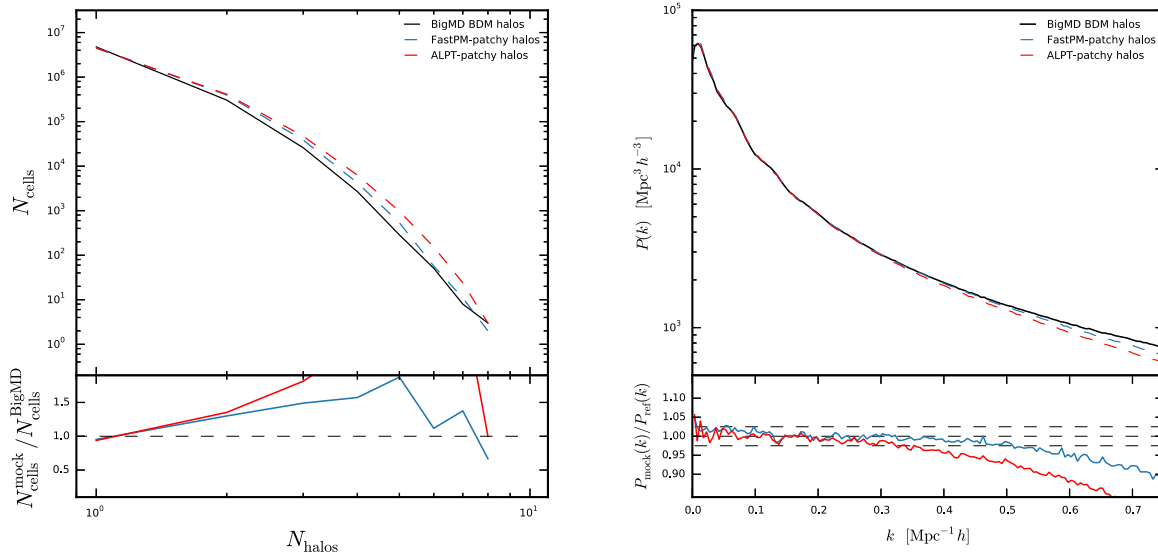 10^7
10^6
10^5
10^4
10^3
10^2
10^1
10^0
N_cells
BigMD BDM halos
FastPM-patchy halos
ALPT-patchy halos
1.5
1.0
0.5
N_cells^mock / N_cells^BigMD
10^0
10^1
N_halos
10^5
10^4
10^3
P(k) [Mpc^3 h^-3]
BigMD BDM halos
FastPM-patchy halos
ALPT-patchy halos
1.10
1.05
1.00
0.95
0.90
P_mock(k)/P_ref(k)
0.0 0.1 0.2 0.3 0.4 0.5 0.6 0.7
k [Mpc^-1 h]